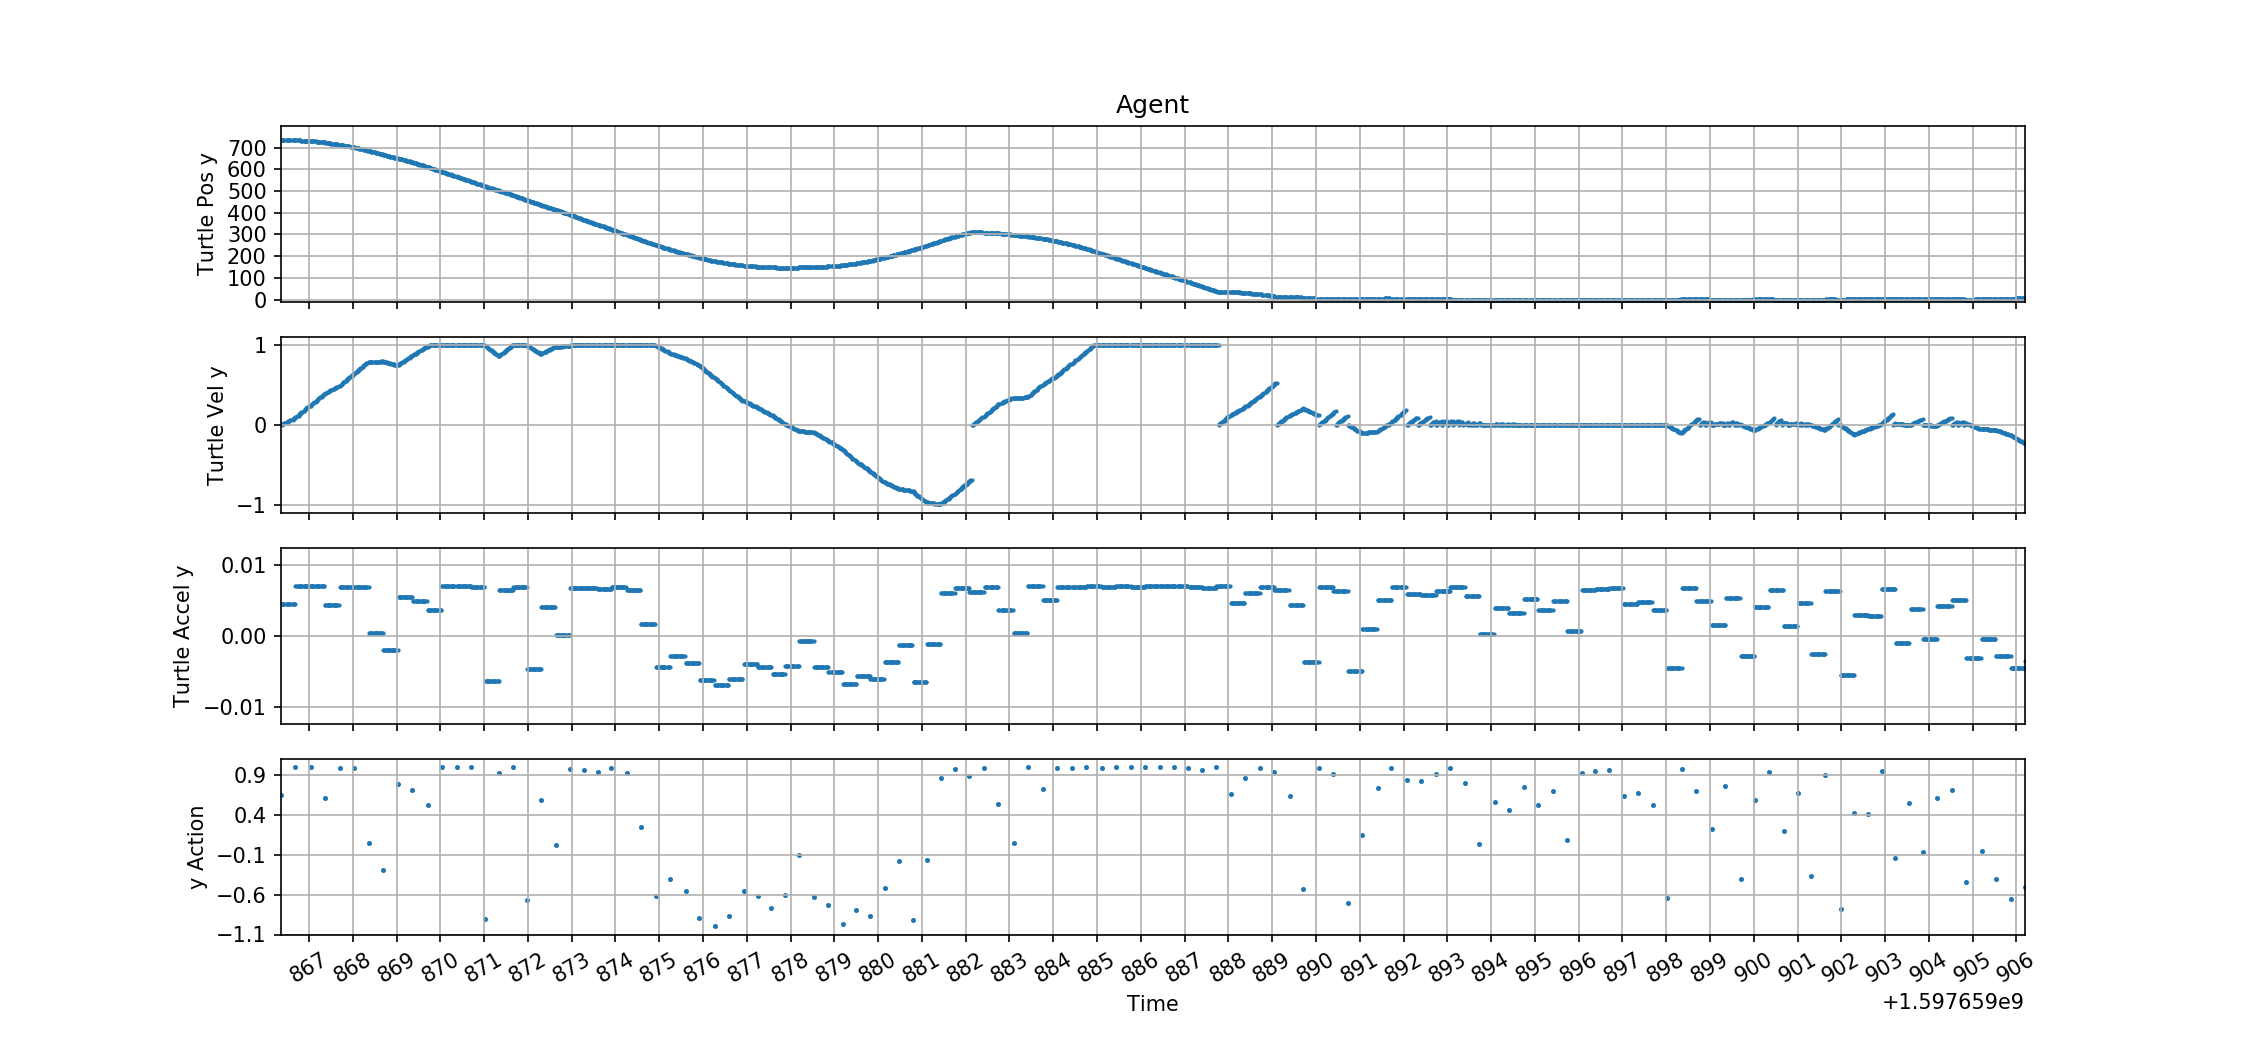 Agent
Turtle Pos y
700
600
500
400
300
200
100
0
Turtle Vel y
1
0
−1
Turtle Accel y
0.01
0.00
−0.01
y Action
0.9
0.4
−0.1
−0.6
−1.1
867 868 869 870 871 872 873 874 875 876 877 878 879 880 881 882 883 884 885 886 887 888 889 890 891 892 893 894 895 896 897 898 899 900 901 902 903 904 905 906
Time
+1.597659e9